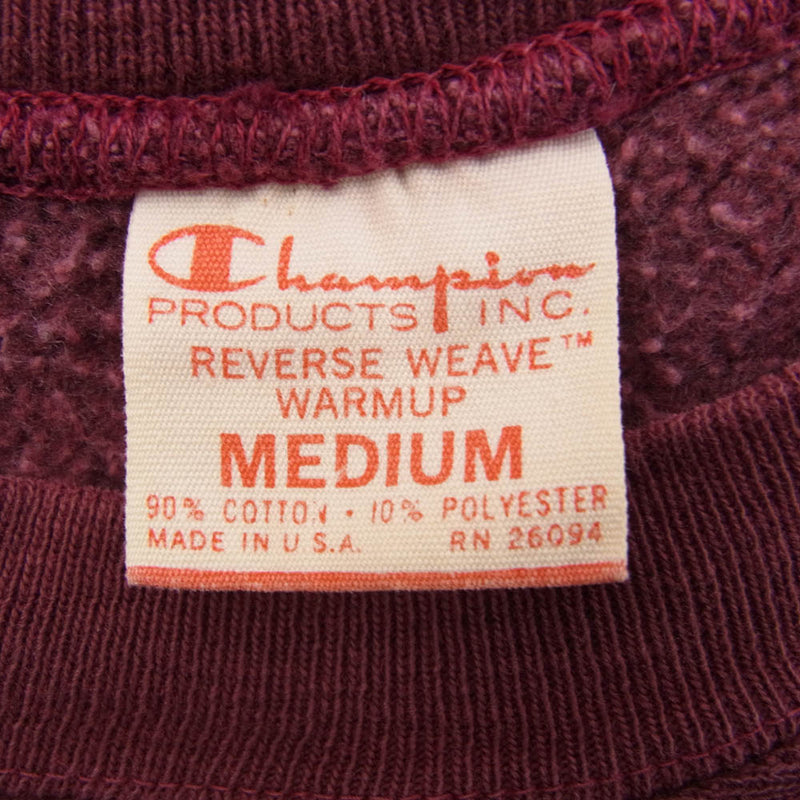 Champion
PRODUCTS INC.
REVERSE WEAVE™
WARMUP
MEDIUM
90% COTTON · 10% POLYESTER
MADE IN U.S.A. RN 26094